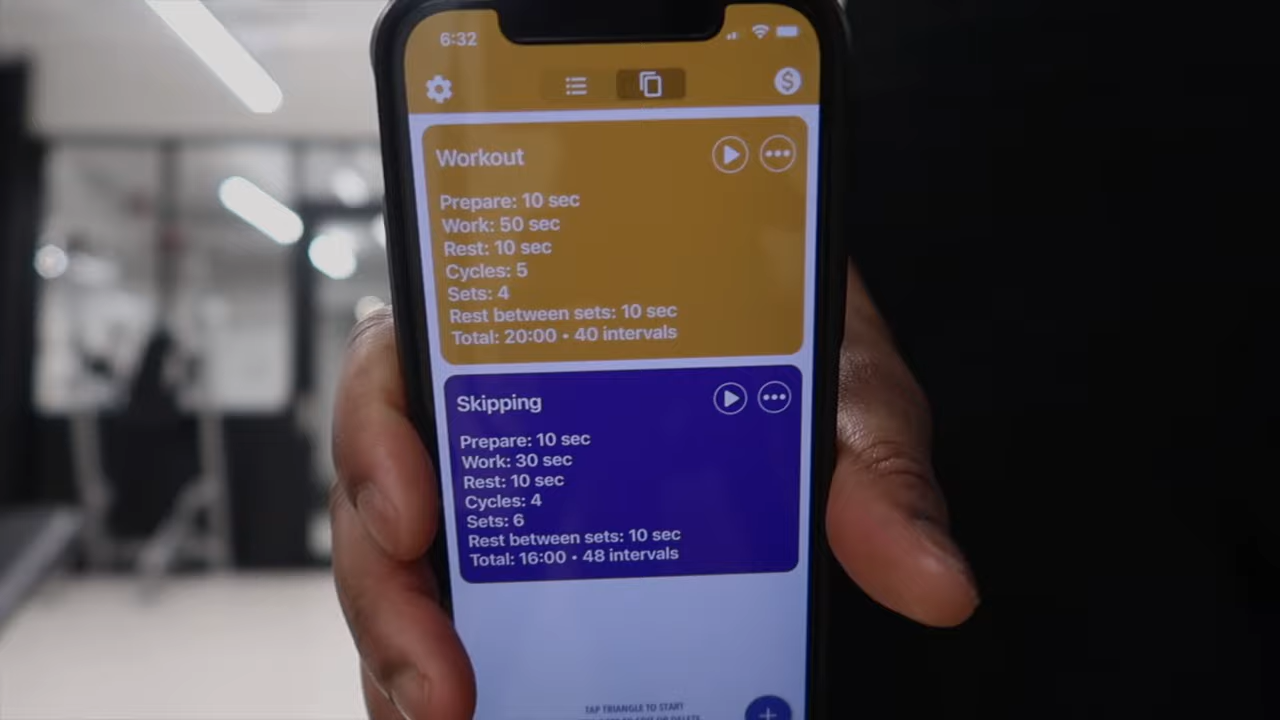 6:32
$
Workout
Prepare: 10 sec
Work: 50 sec
Rest: 10 sec
Cycles: 5
Sets: 4
Rest between sets: 10 sec
Total: 20:00 • 40 intervals
Skipping
Prepare: 10 sec
Work: 30 sec
Rest: 10 sec
Cycles: 4
Sets: 6
Rest between sets: 10 sec
Total: 16:00 • 48 intervals
TAP TRIANGLE TO START